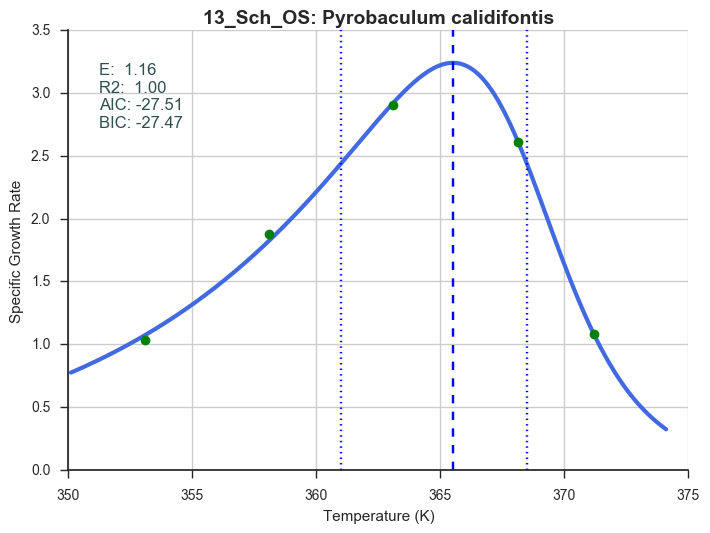 13_Sch_OS: Pyrobaculum calidifontis
E:  1.16
R2:  1.00
AIC: -27.51
BIC: -27.47
Specific Growth Rate
3.5
3.0
2.5
2.0
1.5
1.0
0.5
0.0
350 355 360 365 370 375
Temperature (K)